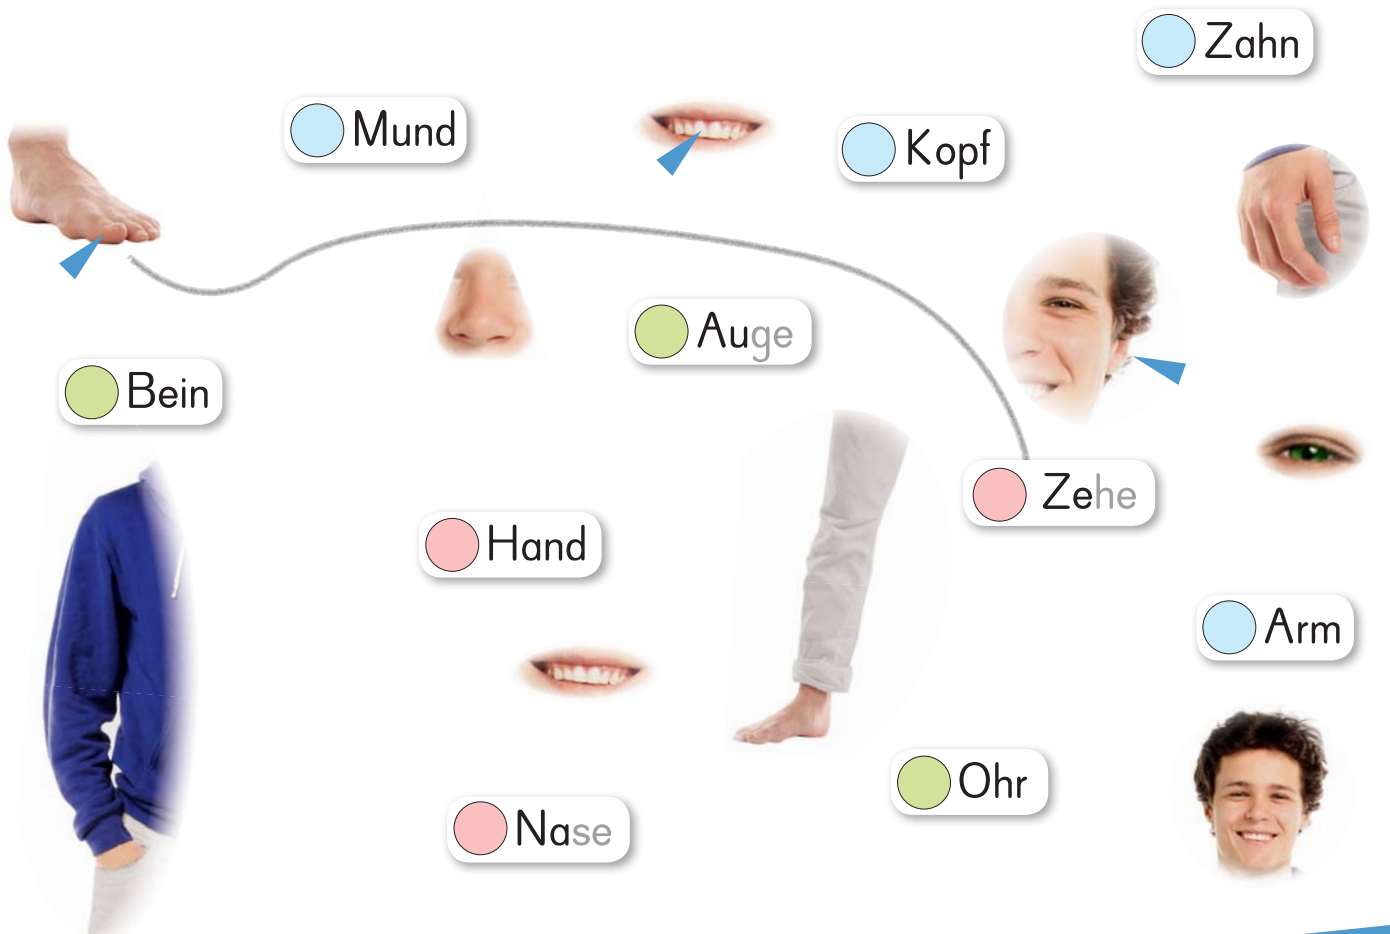 Zahn
Mund
Kopf
Auge
Bein
Zehe
Hand
Arm
Ohr
Nase